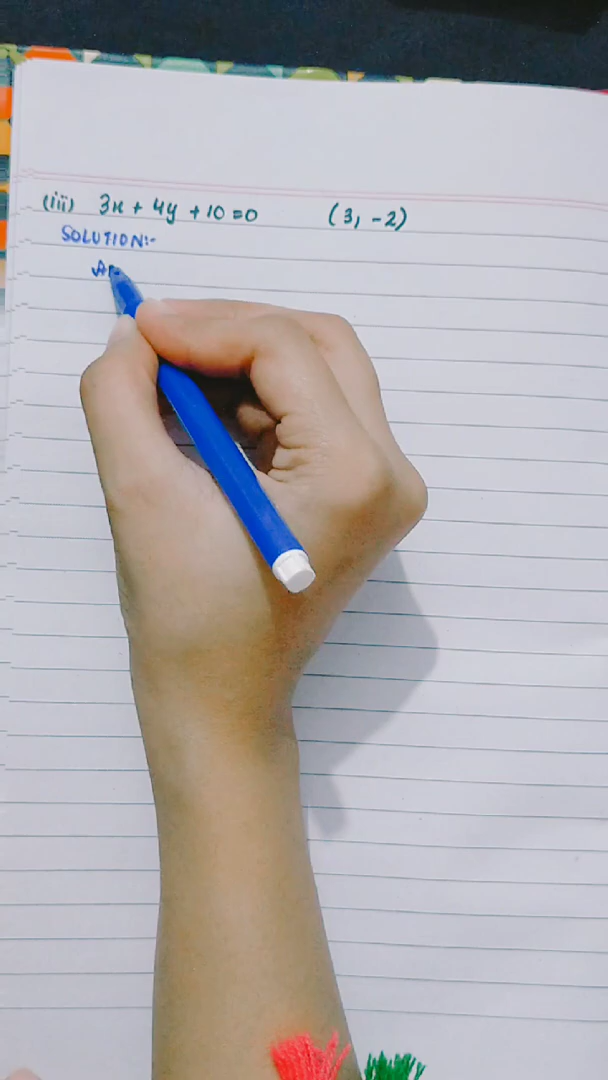 (iii) 3x + 4y + 10 = 0 (3, -2)
SOLUTION:-